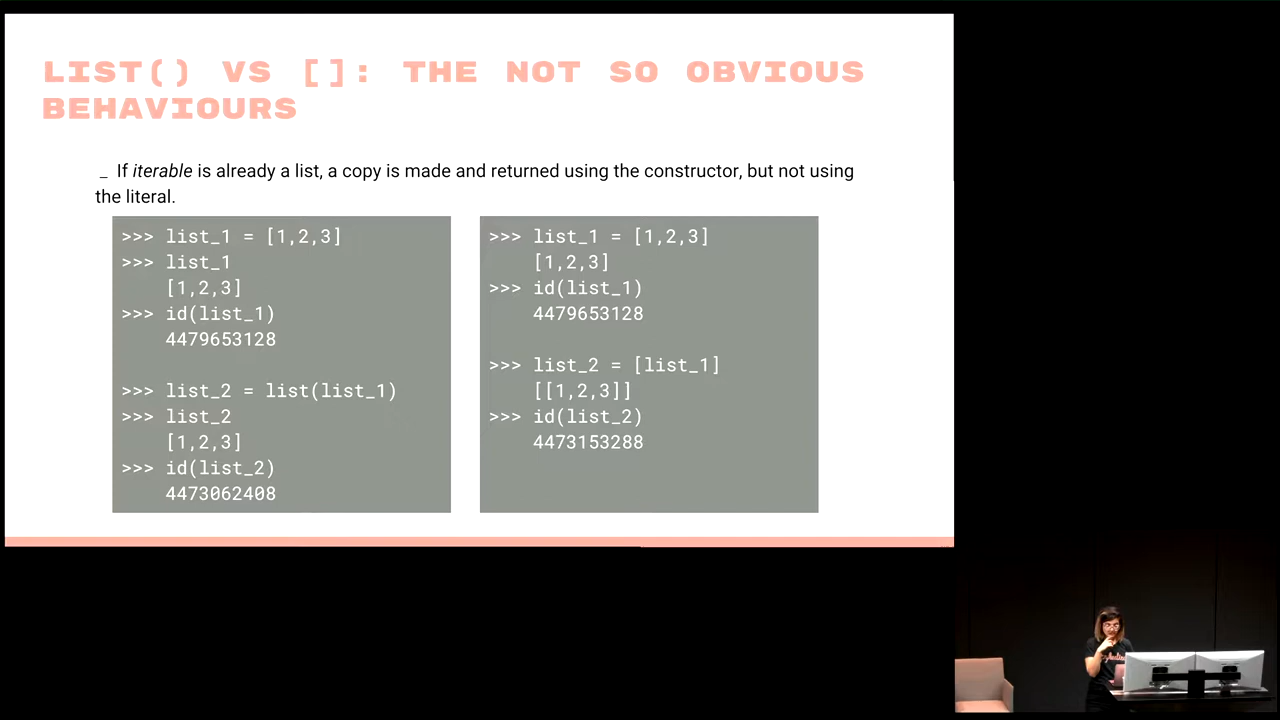 LIST() VS []: THE NOT SO OBVIOUS
BEHAVIOURS
_ If iterable is already a list, a copy is made and returned using the constructor, but not using
the literal.
>>> list_1 = [1,2,3]
>>> list_1
[1,2,3]
>>> id(list_1)
4479653128
>>> list_2 = list(list_1)
>>> list_2
[1,2,3]
>>> id(list_2)
4473062408
>>> list_1 = [1,2,3]
[1,2,3]
>>> id(list_1)
4479653128
>>> list_2 = [list_1]
[[1,2,3]]
>>> id(list_2)
4473153288